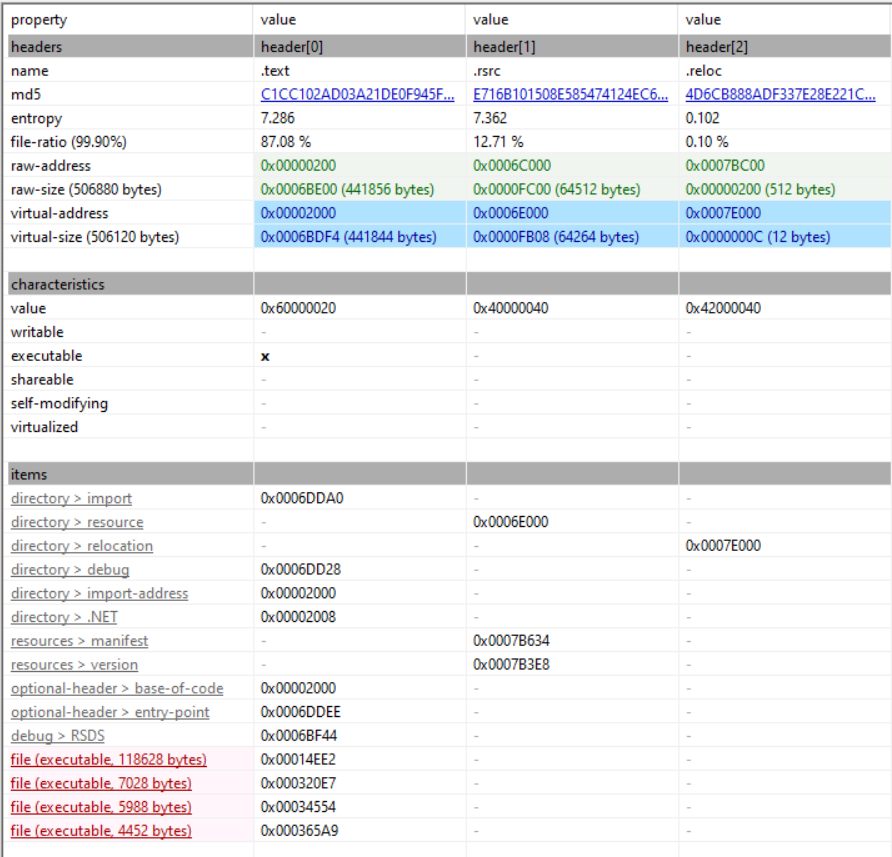 property value value value
headers header[0] header[1] header[2]
name .text .rsrc .reloc
md5 C1CC102AD03A21DE0F945F... E716B101508E585474124EC6... 4D6CB888ADF337E28E221C...
entropy 7.286 7.362 0.102
file-ratio (99.90%) 87.08 % 12.71 % 0.10 %
raw-address 0x00000200 0x0006C000 0x0007BC00
raw-size (506880 bytes) 0x0006BE00 (441856 bytes) 0x0000FC00 (64512 bytes) 0x00000200 (512 bytes)
virtual-address 0x00002000 0x0006E000 0x0007E000
virtual-size (506120 bytes) 0x0006BDF4 (441844 bytes) 0x0000FB08 (64264 bytes) 0x0000000C (12 bytes)
characteristics
value 0x60000020 0x40000040 0x42000040
writable - - -
executable x - -
shareable - - -
self-modifying - - -
virtualized - - -
items
directory > import 0x0006DDA0 - -
directory > resource - 0x0006E000 -
directory > relocation - - 0x0007E000
directory > debug 0x0006DD28 - -
directory > import-address 0x00002000 - -
directory > .NET 0x00002008 - -
resources > manifest - 0x0007B634 -
resources > version - 0x0007B3E8 -
optional-header > base-of-code 0x00002000 - -
optional-header > entry-point 0x0006DDEE - -
debug > RSDS 0x0006BF44 - -
file (executable, 118628 bytes) 0x00014EE2 - -
file (executable, 7028 bytes) 0x000320E7 - -
file (executable, 5988 bytes) 0x00034554 - -
file (executable, 4452 bytes) 0x000365A9 - -